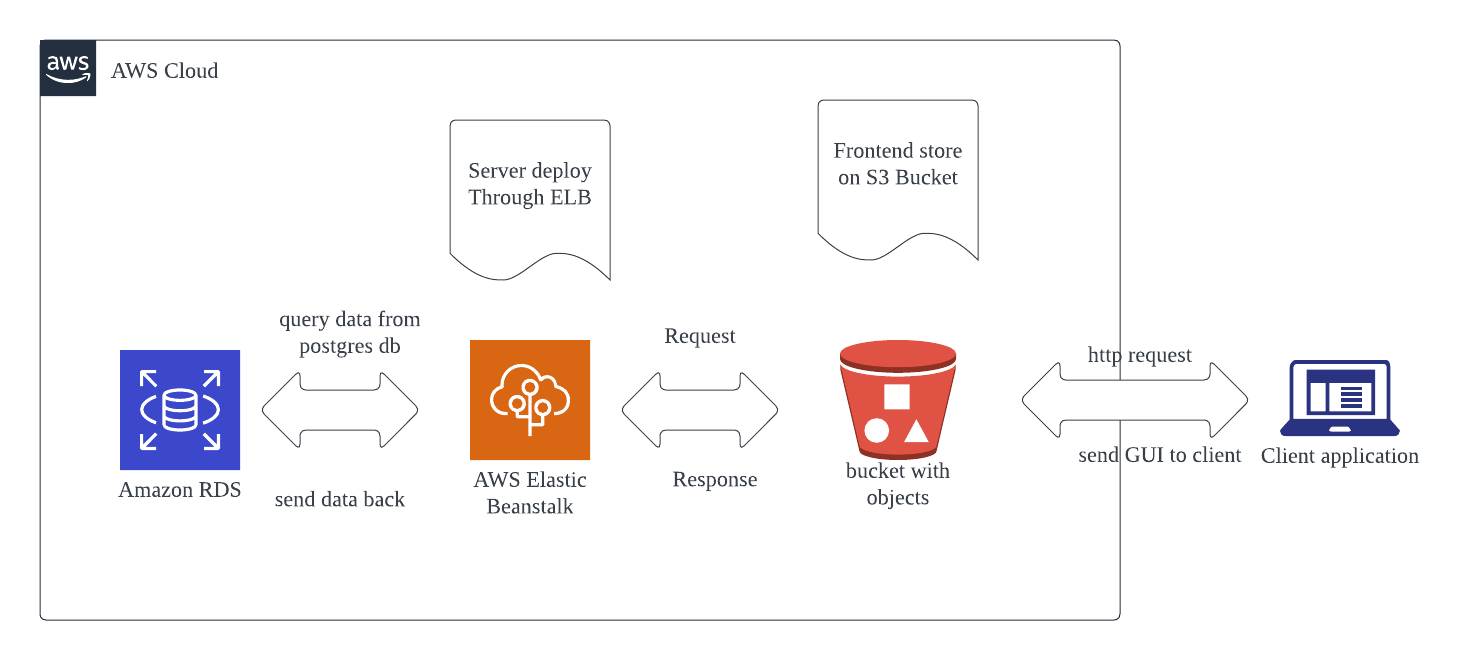 aws
AWS Cloud
Server deploy
Through ELB
Frontend store
on S3 Bucket
query data from
postgres db
send data back
Amazon RDS
AWS Elastic
Beanstalk
Request
Response
bucket with
objects
http request
send GUI to client
Client application